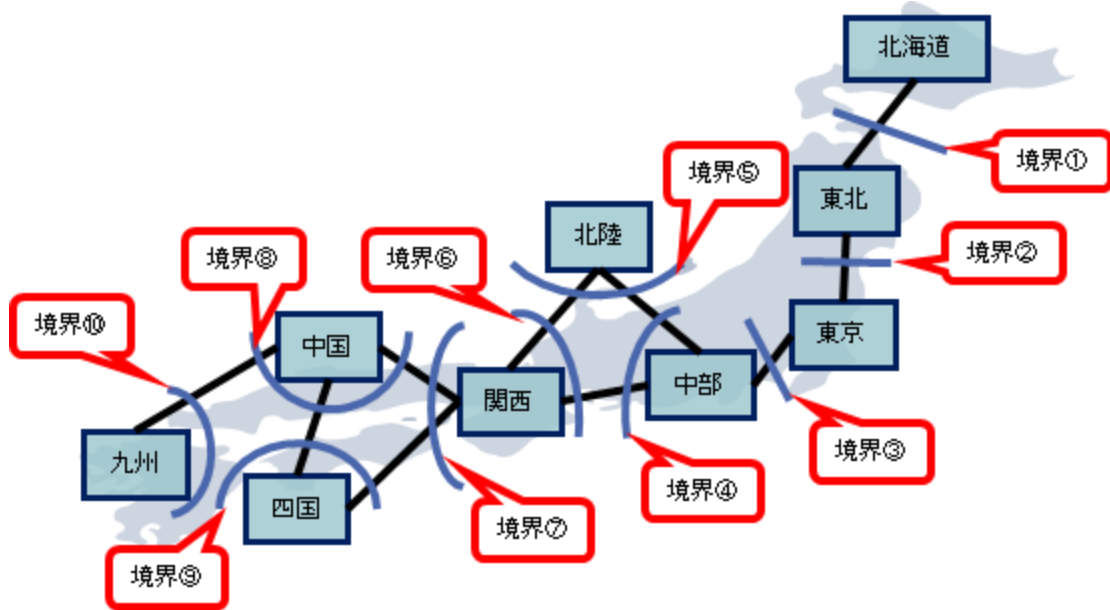 北海道
境界①
境界⑤
東北
北陸
境界⑧
境界⑥
境界②
境界⑩
中国
東京
関西
中部
九州
境界③
四国
境界④
境界⑦
境界⑨